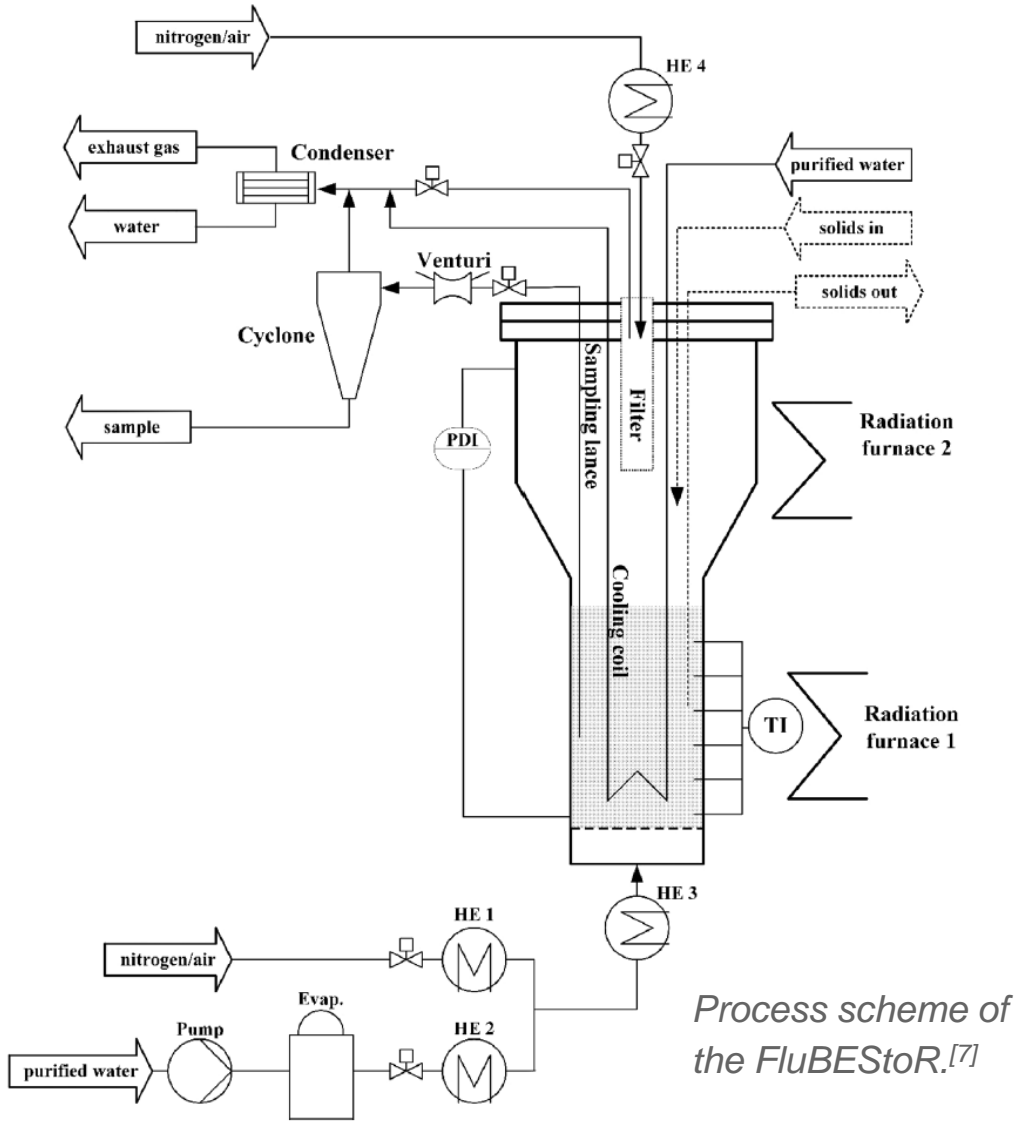 nitrogen/air
HE 4
exhaust gas
Condenser
purified water
water
solids in
Venturi
solids out
Cyclone
Sampling lance
Filter
sample
PDI
Radiation
furnace 2
Cooling coil
TI
Radiation
furnace 1
HE 3
HE 1
nitrogen/air
Evap.
Pump
HE 2
purified water
Process scheme of
the FluBEStoR.[7]